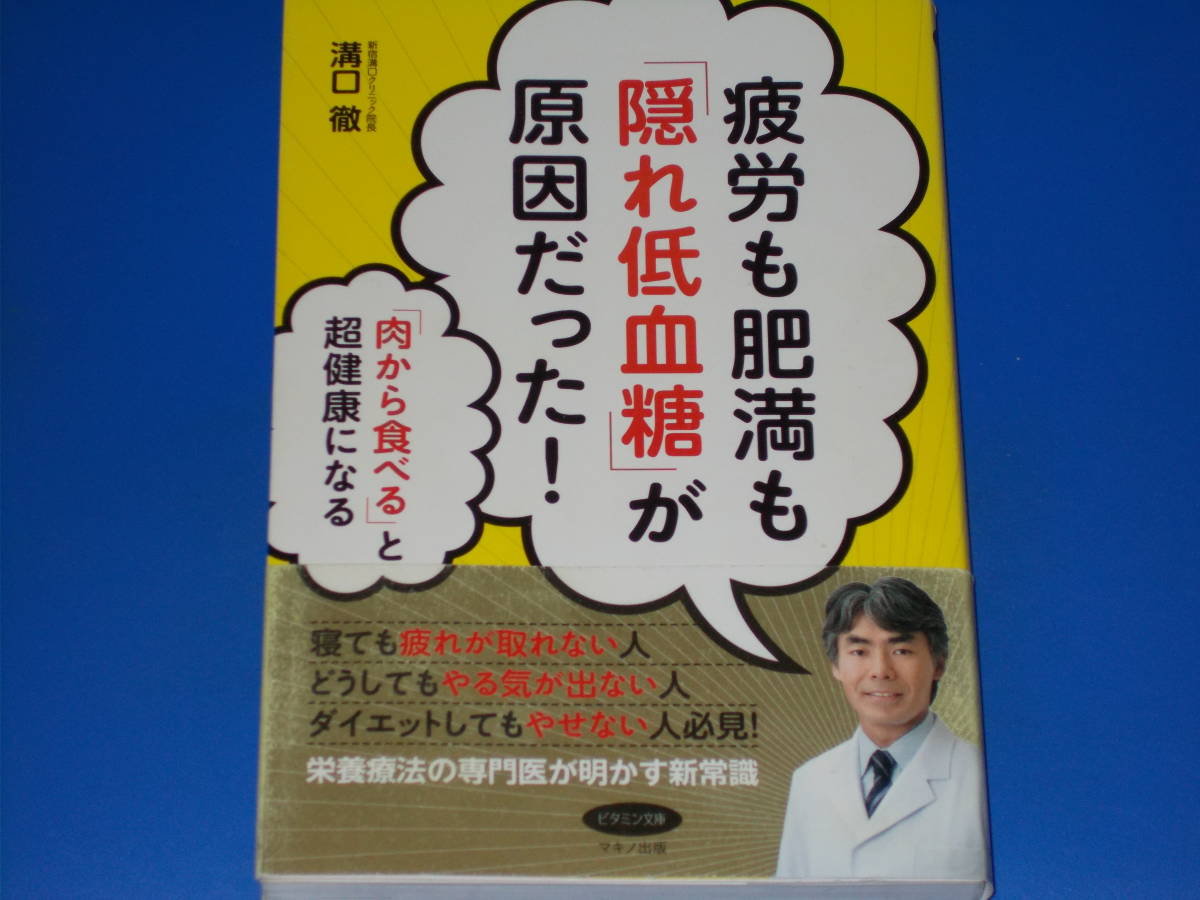 疲労も肥満も
「隠れ低血糖」が
原因だった！
新宿溝口クリニック院長
溝口 徹
「肉から食べる」と
超健康になる
寝ても疲れが取れない人
どうしてもやる気が出ない人
ダイエットしてもやせない人必見！
栄養療法の専門医が明かす新常識
ビタミン文庫
マキノ出版